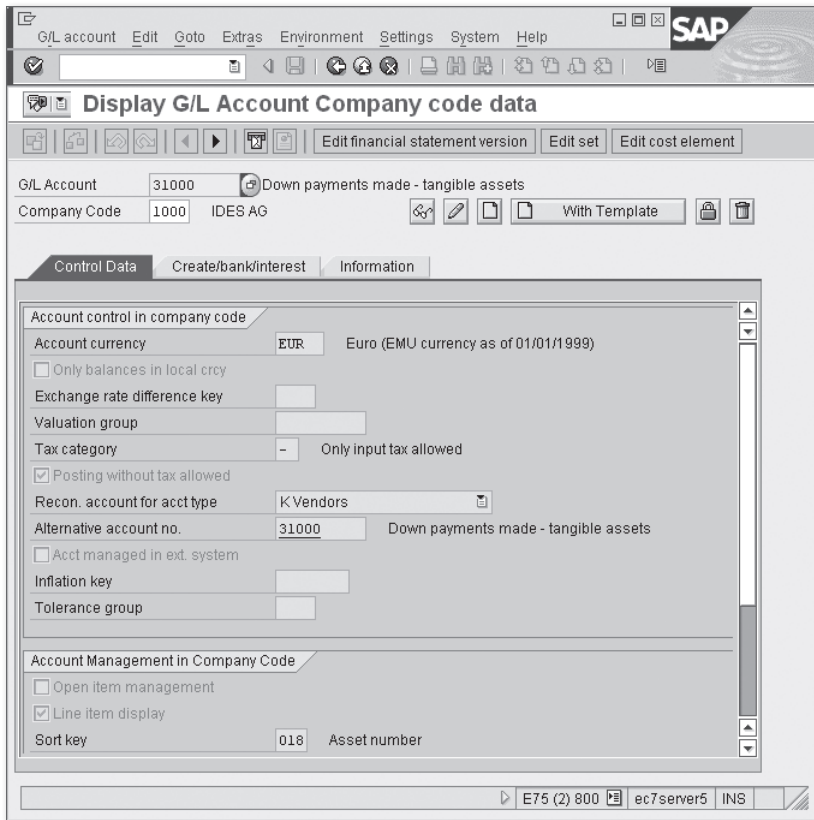 G/L account Edit Goto Extras Environment Settings System Help
SAP
Display G/L Account Company code data
Edit financial statement version Edit set Edit cost element
G/L Account 31000 Down payments made - tangible assets
Company Code 1000 IDES AG With Template
Control Data Create/bank/interest Information
Account control in company code
Account currency EUR Euro (EMU currency as of 01/01/1999)
Only balances in local crcy
Exchange rate difference key
Valuation group
Tax category - Only input tax allowed
Posting without tax allowed
Recon. account for acct type K Vendors
Alternative account no. 31000 Down payments made - tangible assets
Acct managed in ext. system
Inflation key
Tolerance group
Account Management in Company Code
Open item management
Line item display
Sort key 018 Asset number
E75 (2) 800 ec7server5 INS